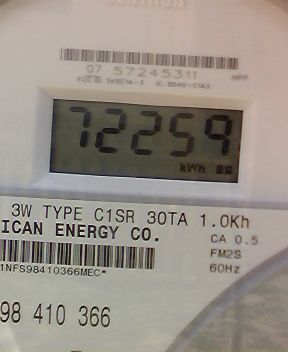 07 57245311
72259
kWh
3W TYPE C1SR 30TA 1.0Kh
ICAN ENERGY CO.
CA 0.5
FM2S
1NFS98410366MEC*
60Hz
98 410 366